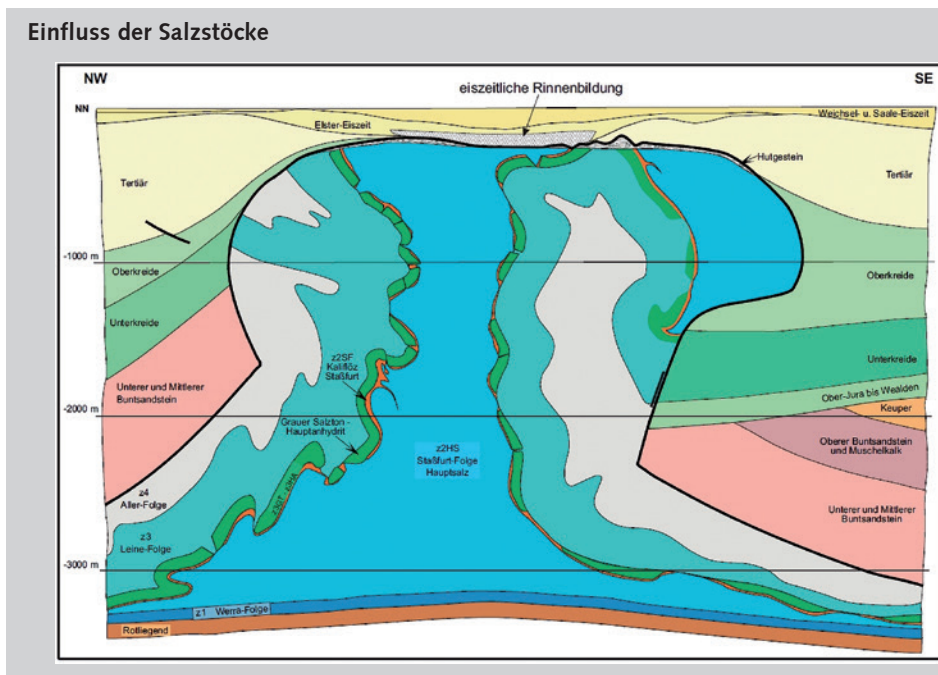 Einfluss der Salzstöcke
NW
SE
eiszeitliche Rinnenbildung
NN
Weichsel- u. Saale-Eiszeit
Elster-Eiszeit
Hutgestein
Tertiär
Tertiär
-1000 m
Oberkreide
Oberkreide
Unterkreide
Unterkreide
z2SF
Kaliflöz
Staßfurt
Unterer und Mittlerer
Buntsandstein
Ober-Jura bis Wealden
Keuper
-2000 m
Grauer Salzton -
Hauptanhydrit
z2HS
Staßfurt-Folge
Hauptsalz
Oberer Buntsandstein
und Muschelkalk
z4
Aller-Folge
z3GT - z3HA
Unterer und Mittlerer
Buntsandstein
z3
Leine-Folge
-3000 m
z1 Werra-Folge
Rotliegend